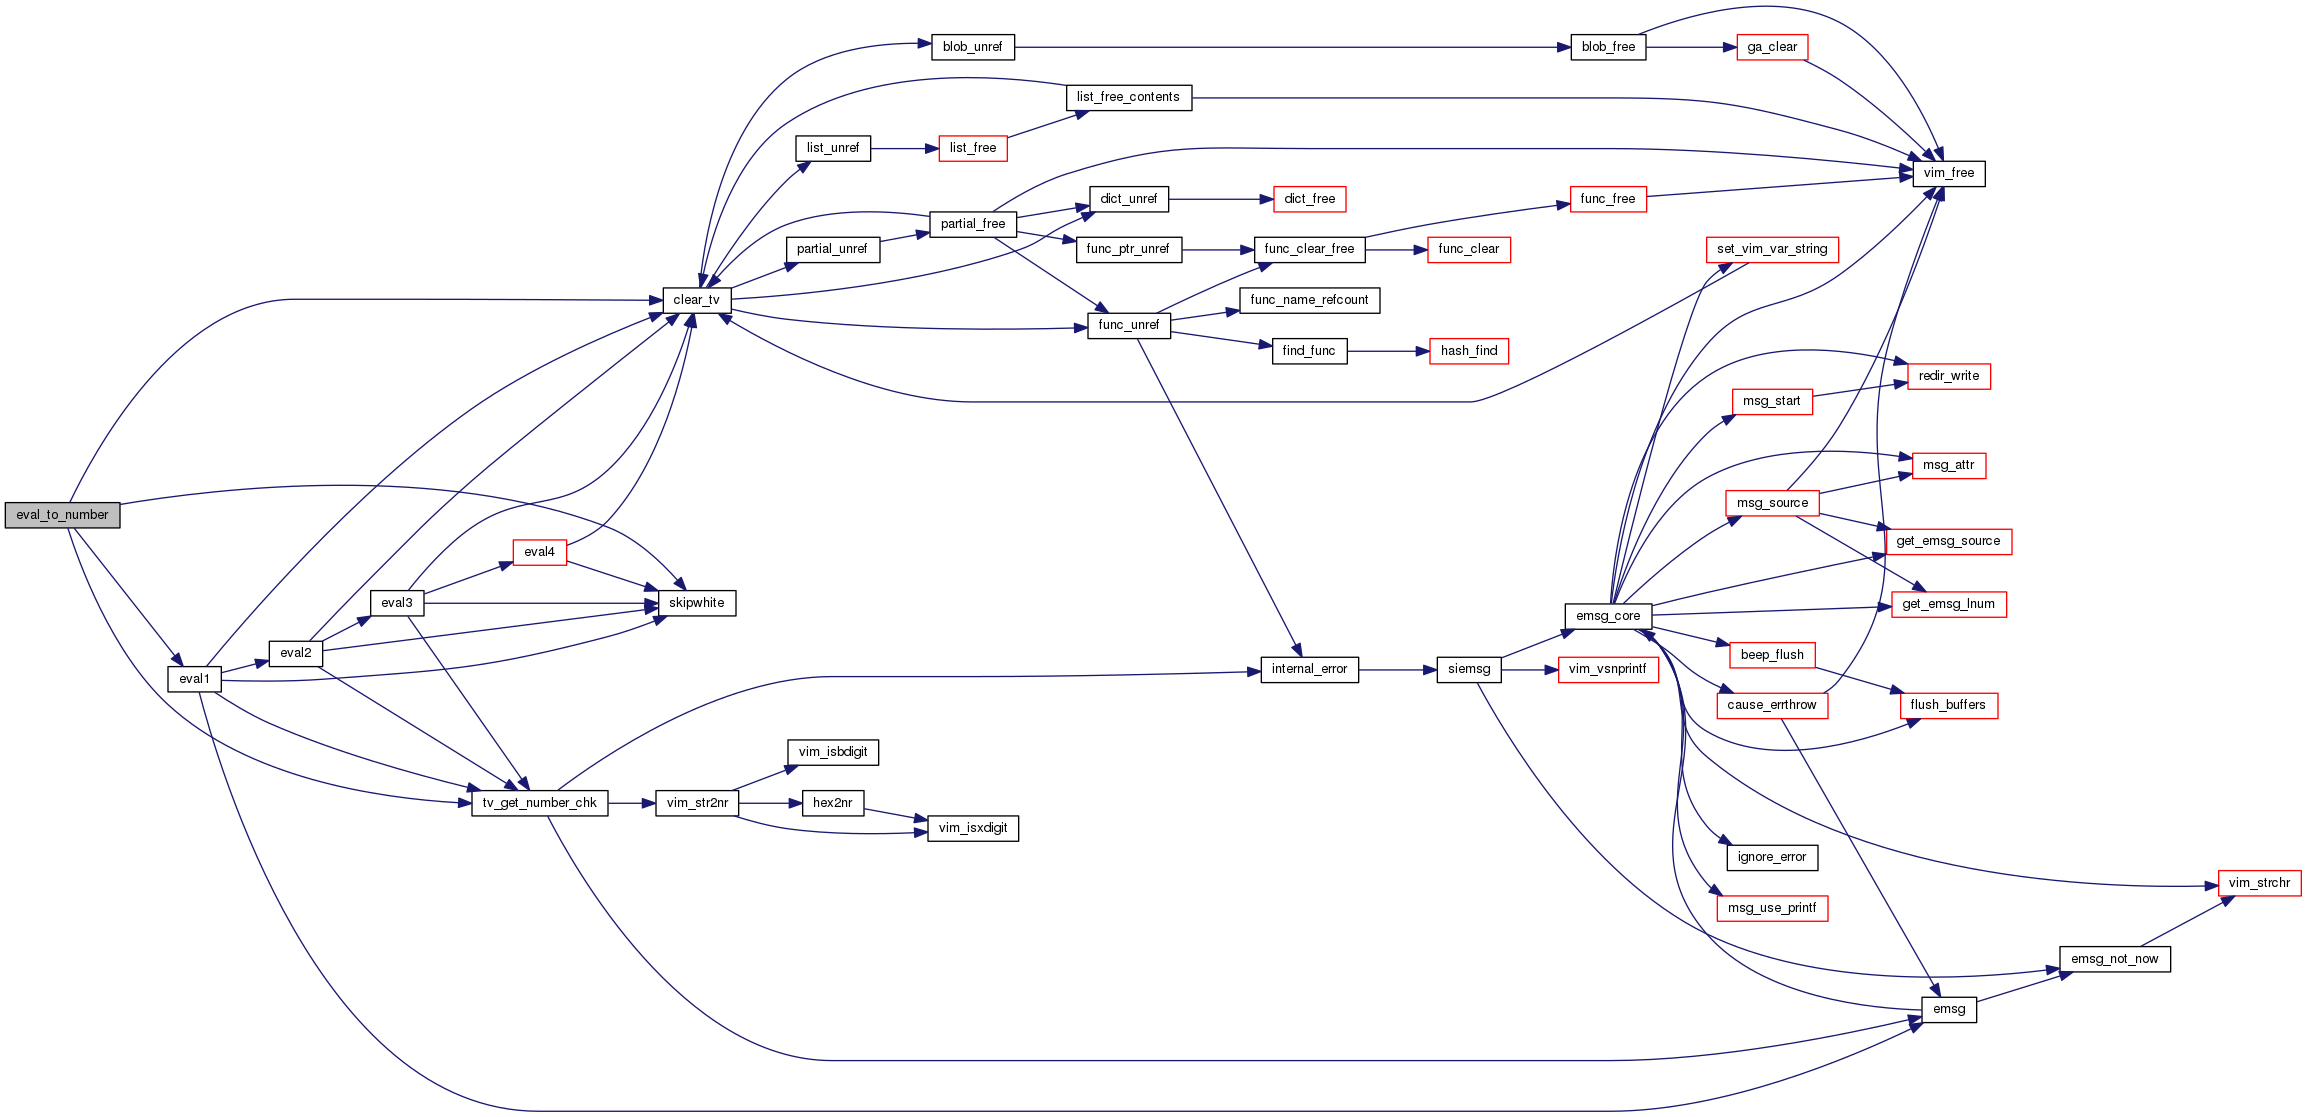 blob_unref
blob_free
ga_clear
list_free_contents
list_unref
list_free
vim_free
dict_unref
dict_free
func_free
partial_free
partial_unref
func_ptr_unref
func_clear_free
func_clear
set_vim_var_string
clear_tv
func_name_refcount
func_unref
find_func
hash_find
redir_write
msg_start
msg_attr
msg_source
eval_to_number
get_emsg_source
eval4
eval3
skipwhite
get_emsg_lnum
emsg_core
eval2
beep_flush
eval1
internal_error
siemsg
vim_vsnprintf
cause_errthrow
flush_buffers
vim_isbdigit
tv_get_number_chk
vim_str2nr
hex2nr
vim_isxdigit
ignore_error
vim_strchr
msg_use_printf
emsg_not_now
emsg